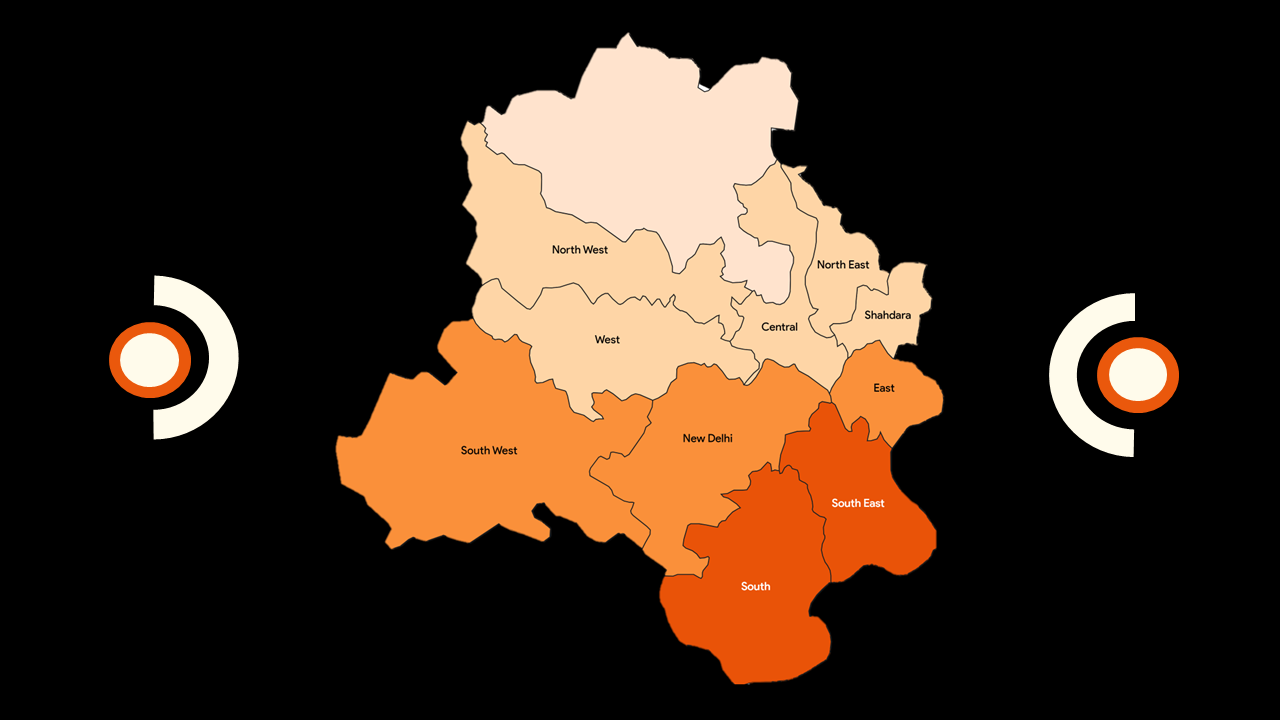 North West
North East
Shahdara
Central
West
East
New Delhi
South West
South East
South